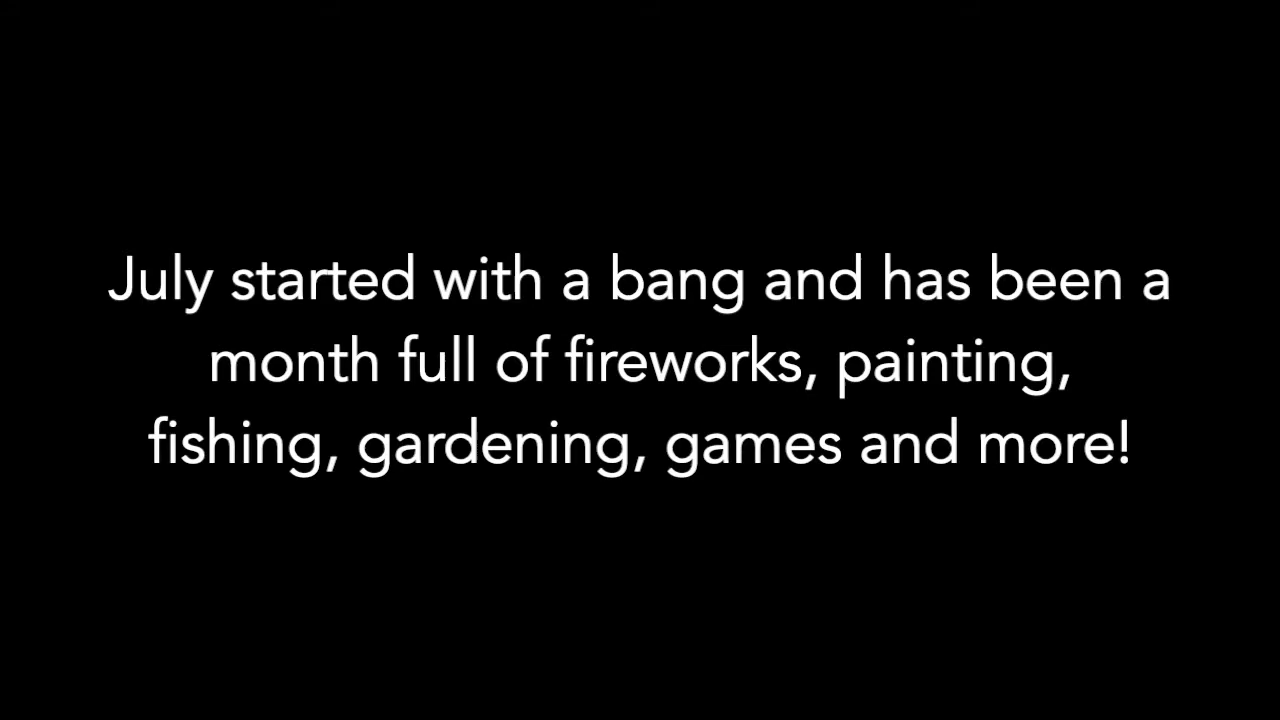 July started with a bang and has been a
month full of fireworks, painting,
fishing, gardening, games and more!